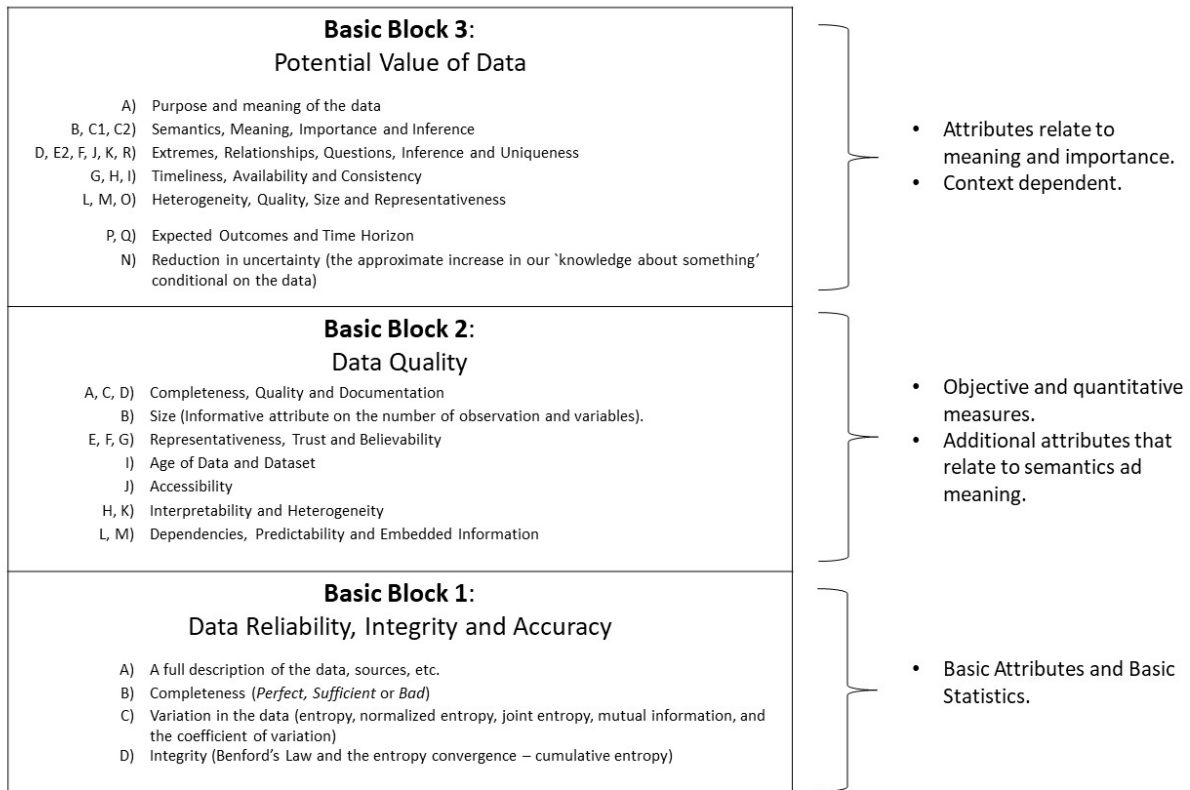 Basic Block 3:
Potential Value of Data
A) Purpose and meaning of the data
B, C1, C2) Semantics, Meaning, Importance and Inference
D, E2, F, J, K, R) Extremes, Relationships, Questions, Inference and Uniqueness
G, H, I) Timeliness, Availability and Consistency
L, M, O) Heterogeneity, Quality, Size and Representativeness
P, Q) Expected Outcomes and Time Horizon
N) Reduction in uncertainty (the approximate increase in our `knowledge about something’
conditional on the data)
• Attributes relate to
meaning and importance.
• Context dependent.
Basic Block 2:
Data Quality
A, C, D) Completeness, Quality and Documentation
B) Size (Informative attribute on the number of observation and variables).
E, F, G) Representativeness, Trust and Believability
I) Age of Data and Dataset
J) Accessibility
H, K) Interpretability and Heterogeneity
L, M) Dependencies, Predictability and Embedded Information
• Objective and quantitative
measures.
• Additional attributes that
relate to semantics ad
meaning.
Basic Block 1:
Data Reliability, Integrity and Accuracy
A) A full description of the data, sources, etc.
B) Completeness (Perfect, Sufficient or Bad)
C) Variation in the data (entropy, normalized entropy, joint entropy, mutual information, and
the coefficient of variation)
D) Integrity (Benford’s Law and the entropy convergence – cumulative entropy)
• Basic Attributes and Basic
Statistics.